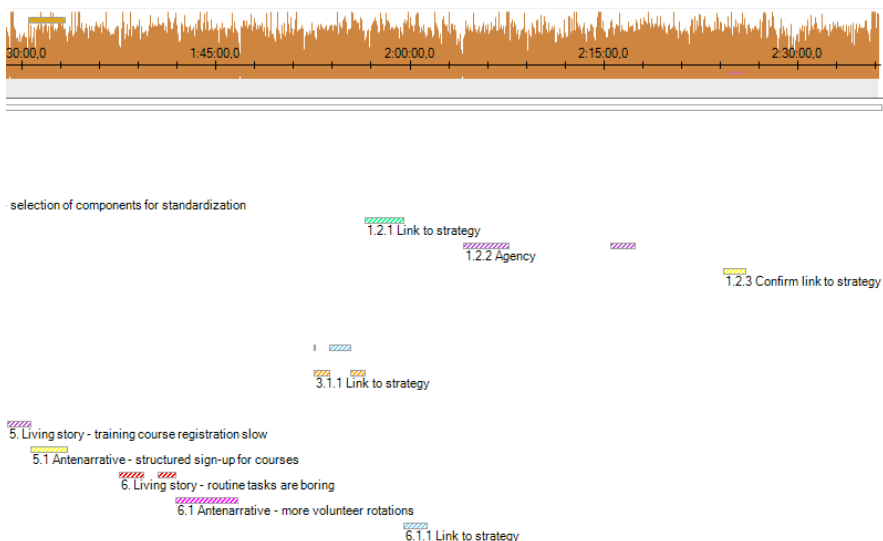 30:00,0 1:45:00,0 2:00:00,0 2:15:00,0 2:30:00,0
selection of components for standardization
1.2.1 Link to strategy
1.2.2 Agency
1.2.3 Confirm link to strategy
3.1.1 Link to strategy
5. Living story - training course registration slow
5.1 Antenarrative - structured sign-up for courses
6. Living story - routine tasks are boring
6.1 Antenarrative - more volunteer rotations
6.1.1 Link to strategy